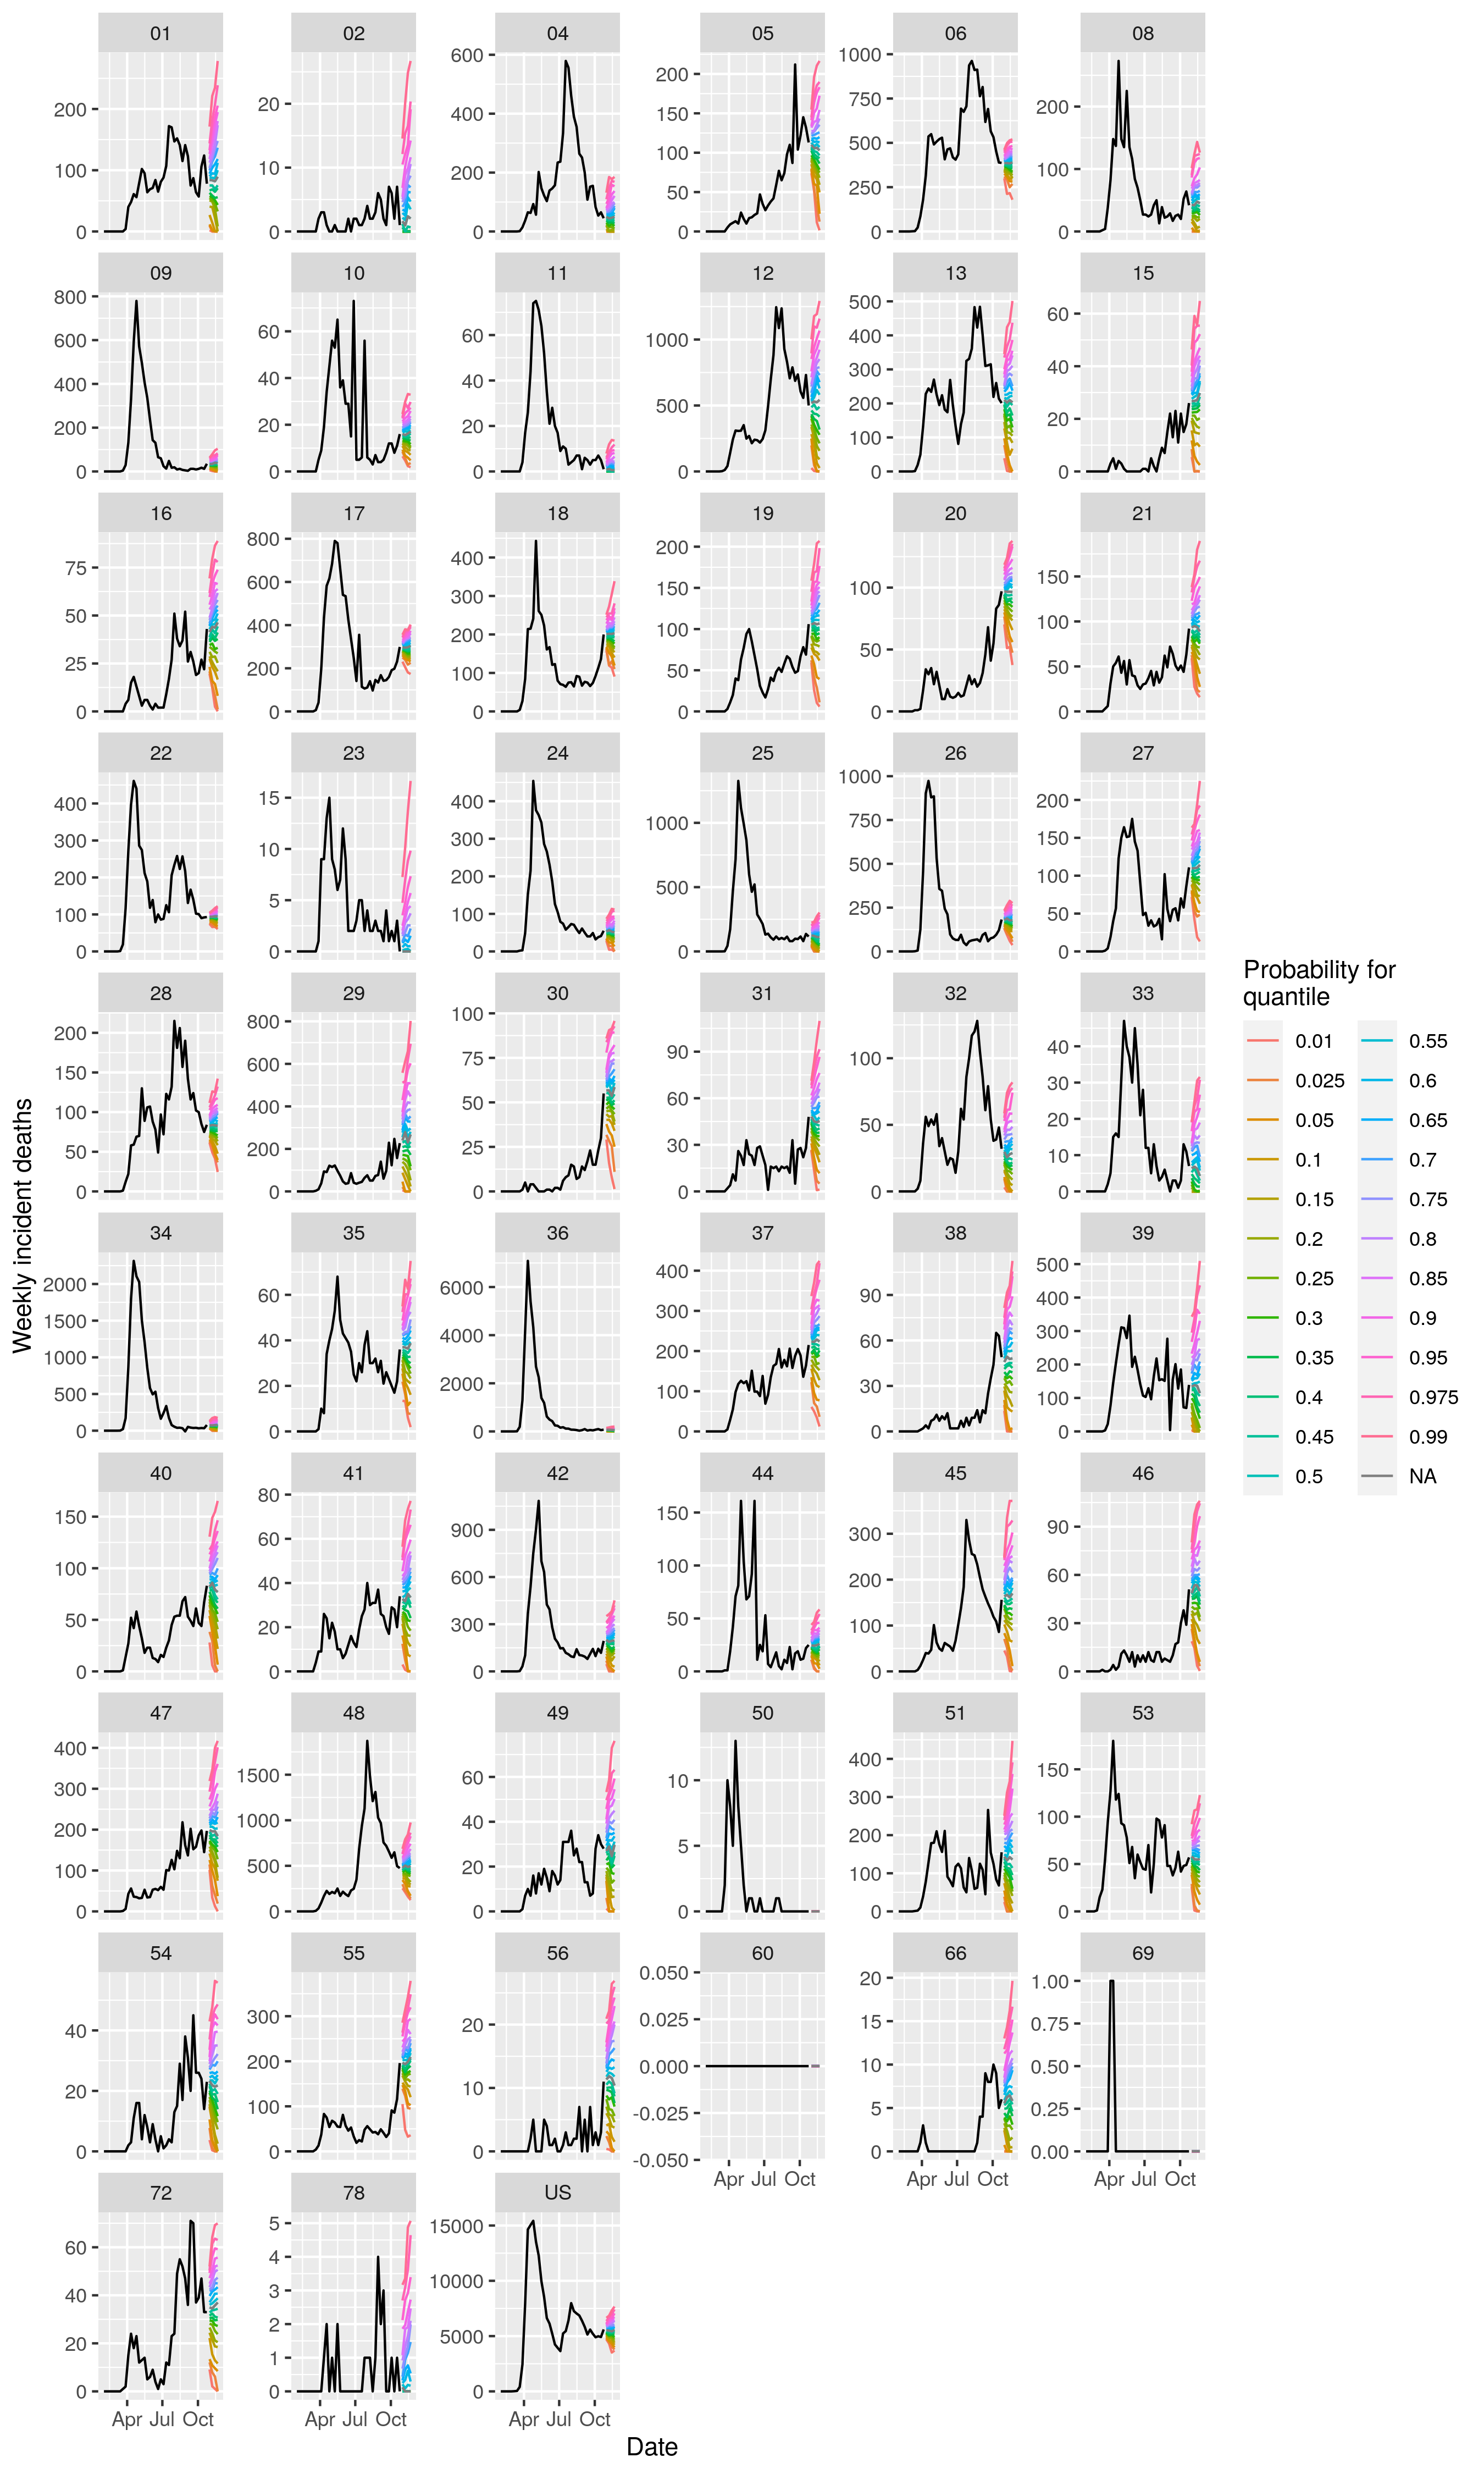 Weekly incident deaths
01 02 04 05 06 08
200 100 0
20 10 0
600 400 200 0
200 150 100 50 0
1000 750 500 250 0
200 100 0
09 10 11 12 13 15
800 600 400 200 0
60 40 20 0
60 40 20 0
1000 500 0
500 400 300 200 100 0
60 40 20 0
16 17 18 19 20 21
75 50 25 0
800 600 400 200 0
400 300 200 100 0
200 150 100 50 0
100 50 0
150 100 50 0
22 23 24 25 26 27
400 300 200 100 0
15 10 5 0
400 300 200 100 0
1000 500 0
1000 750 500 250 0
200 150 100 50 0
28 29 30 31 32 33
200 150 100 50 0
800 600 400 200 0
100 75 50 25 0
90 60 30 0
100 50 0
40 30 20 10 0
34 35 36 37 38 39
2000 1500 1000 500 0
60 40 20 0
6000 4000 2000 0
400 300 200 100 0
90 60 30 0
500 400 300 200 100 0
40 41 42 44 45 46
150 100 50 0
80 60 40 20 0
900 600 300 0
150 100 50 0
300 200 100 0
90 60 30 0
47 48 49 50 51 53
400 300 200 100 0
1500 1000 500 0
60 40 20 0
10 5 0
400 300 200 100 0
150 100 50 0
54 55 56 60 66 69
40 20 0
300 200 100 0
20 10 0
0.050 0.025 0.000 -0.025 -0.050
20 15 10 5 0
1.00 0.75 0.50 0.25 0.00
Apr Jul Oct Apr Jul Oct Apr Jul Oct
72 78 US
60 40 20 0
5 4 3 2 1 0
15000 10000 5000 0
Apr Jul Oct Apr Jul Oct Apr Jul Oct
Date
Probability for
quantile
0.01 0.55
0.025 0.6
0.05 0.65
0.1 0.7
0.15 0.75
0.2 0.8
0.25 0.85
0.3 0.9
0.35 0.95
0.4 0.975
0.45 0.99
0.5 NA